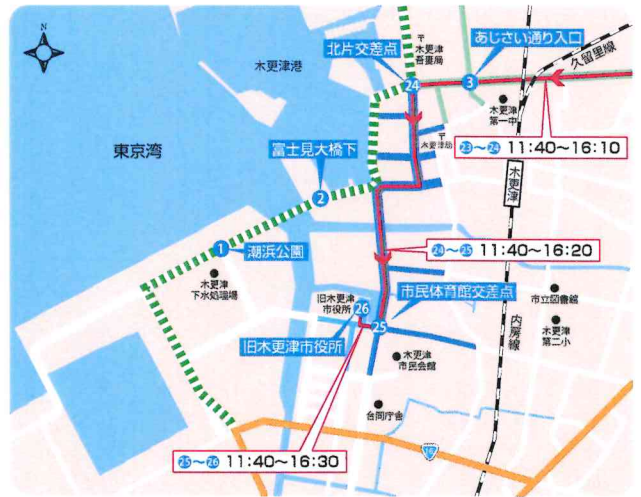 北片交差点
24
〒
木更津
吾妻局
あじさい通り入口
3
久留里線
木更津港
木更津
第一中
〒
木更津局
23〜24 11:40〜16:10
東京湾
富士見大橋下
2
木更津
1
潮浜公園
24〜25 11:40〜16:20
木更津
下水処理場
市民体育館交差点
旧木更津
市役所
26
25
旧木更津市役所
市立図書館
木更津
第二小
内房線
木更津
市民会館
合同庁舎
25〜26 11:40〜16:30
16